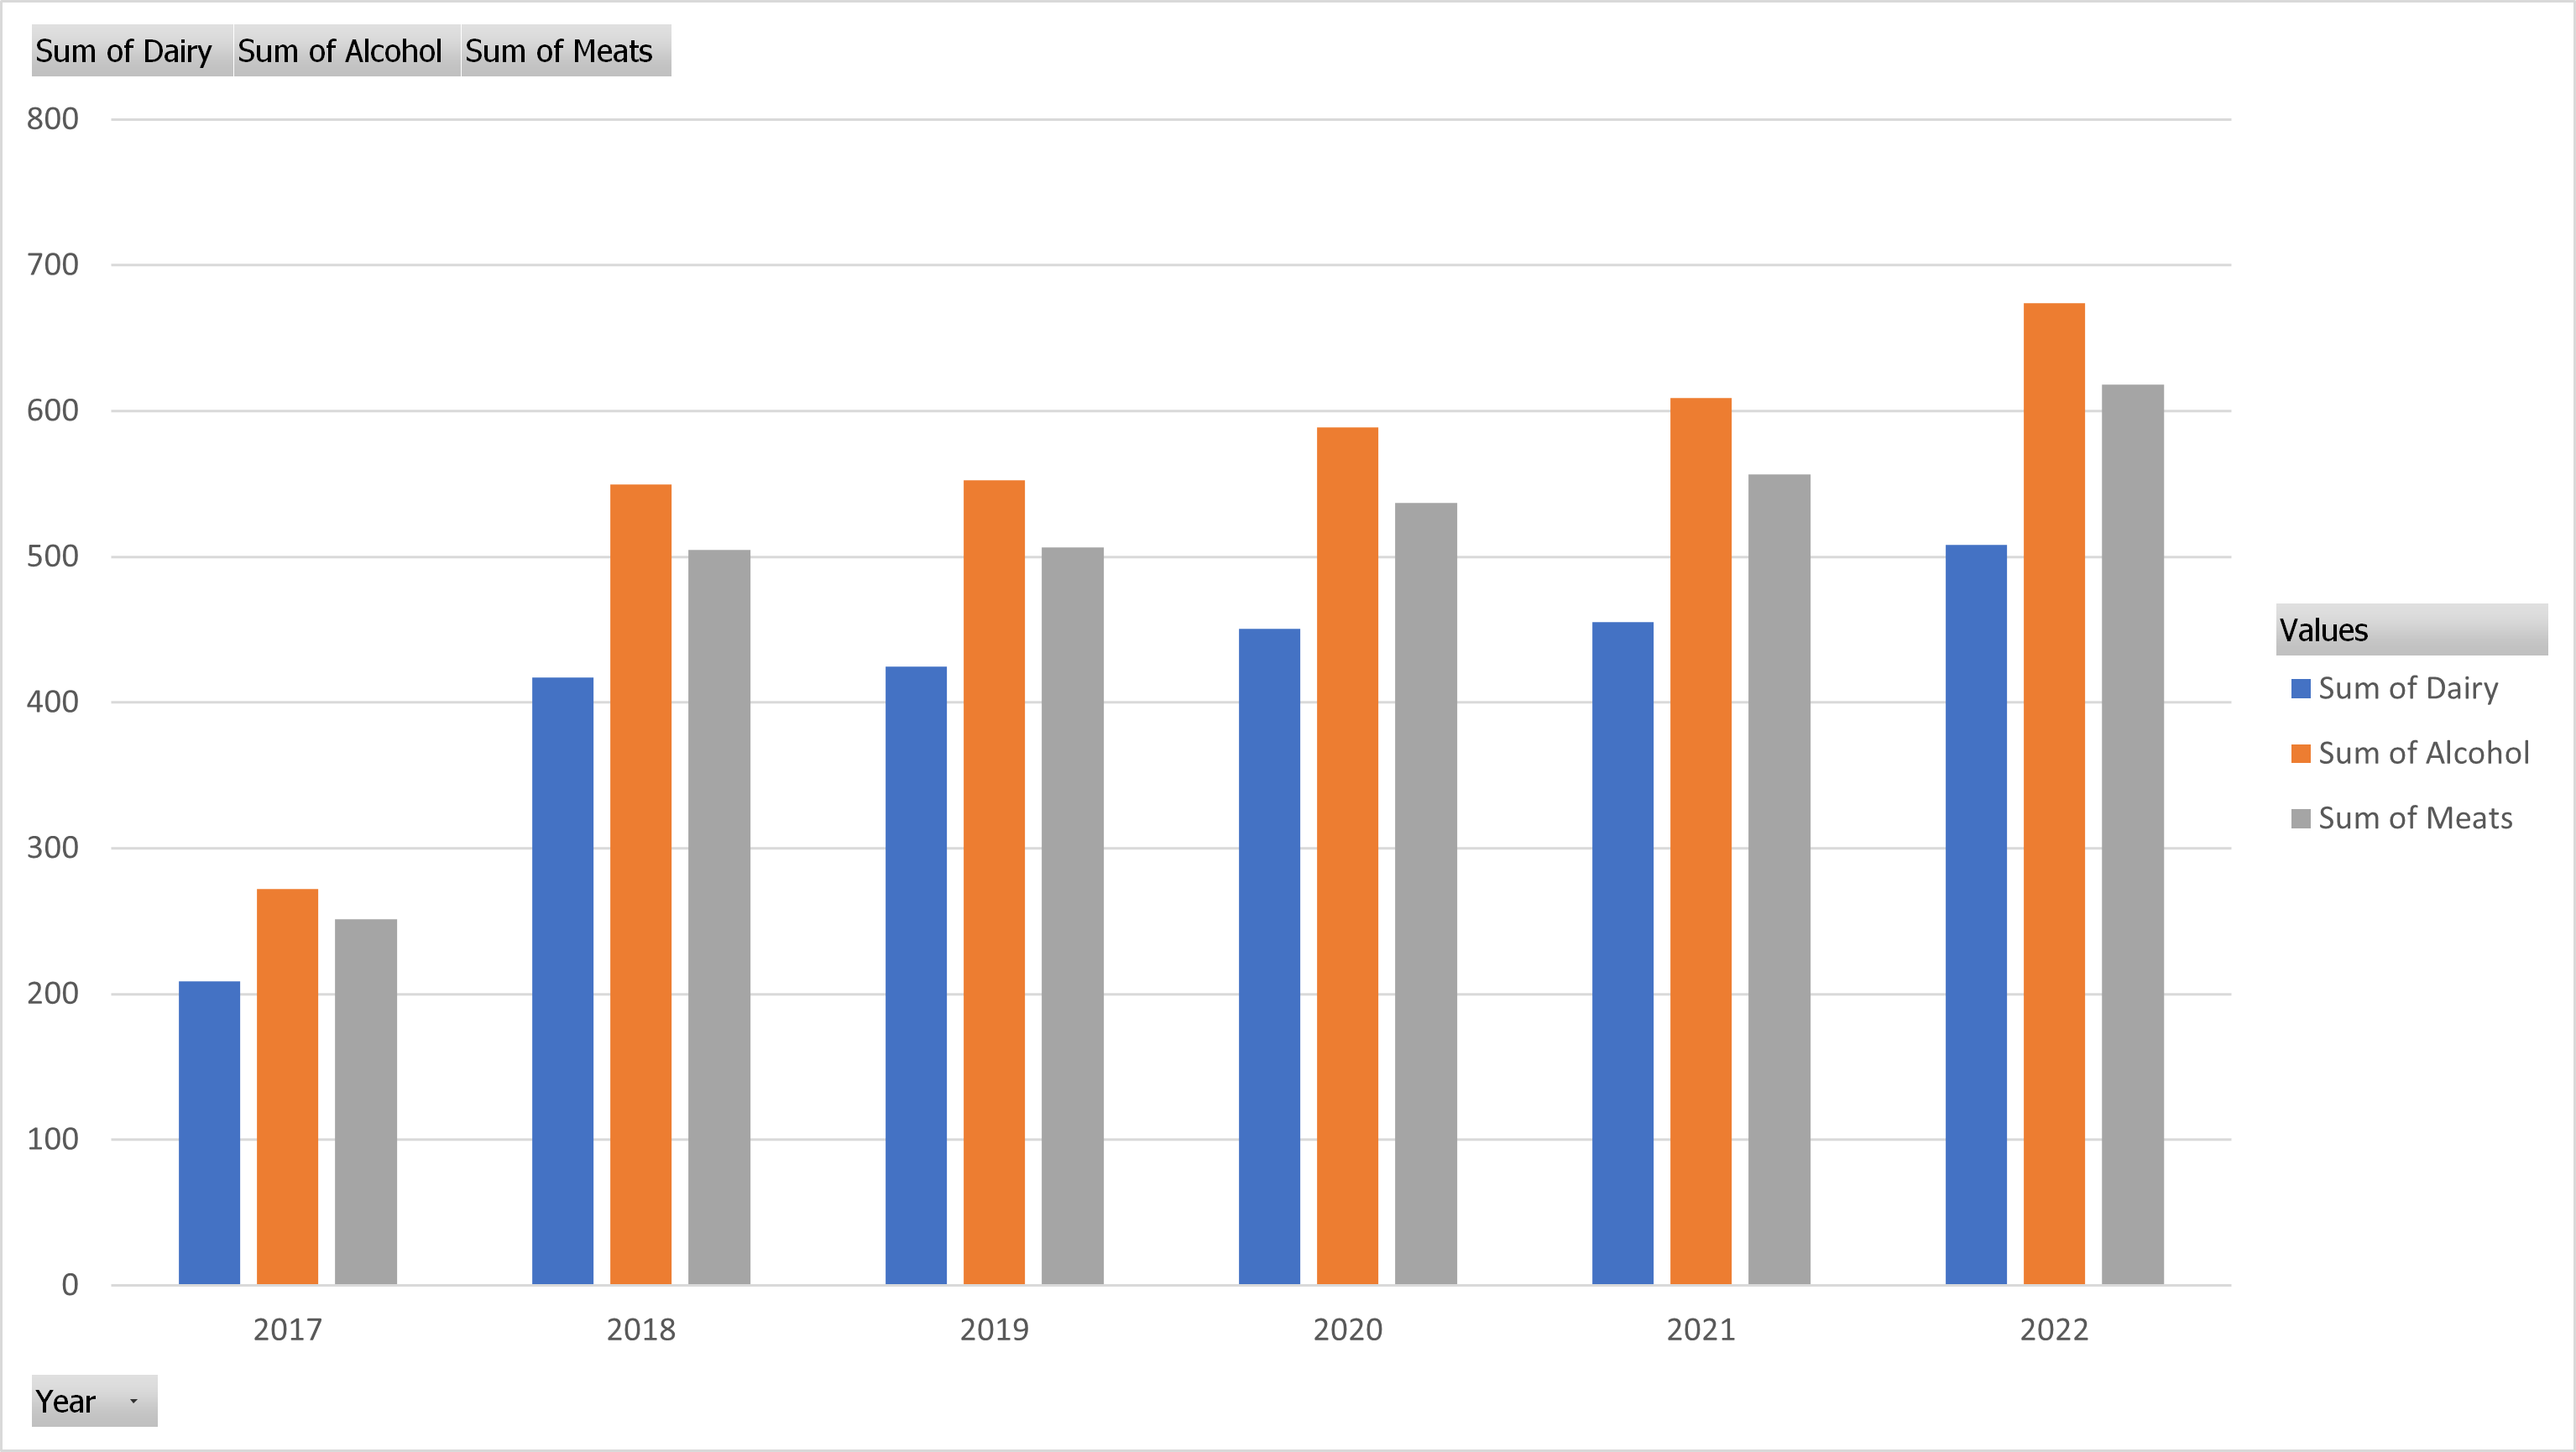 Sum of Dairy Sum of Alcohol Sum of Meats
800
700
600
500
400
300
200
100
0
2017 2018 2019 2020 2021 2022
Values
Sum of Dairy
Sum of Alcohol
Sum of Meats
Year